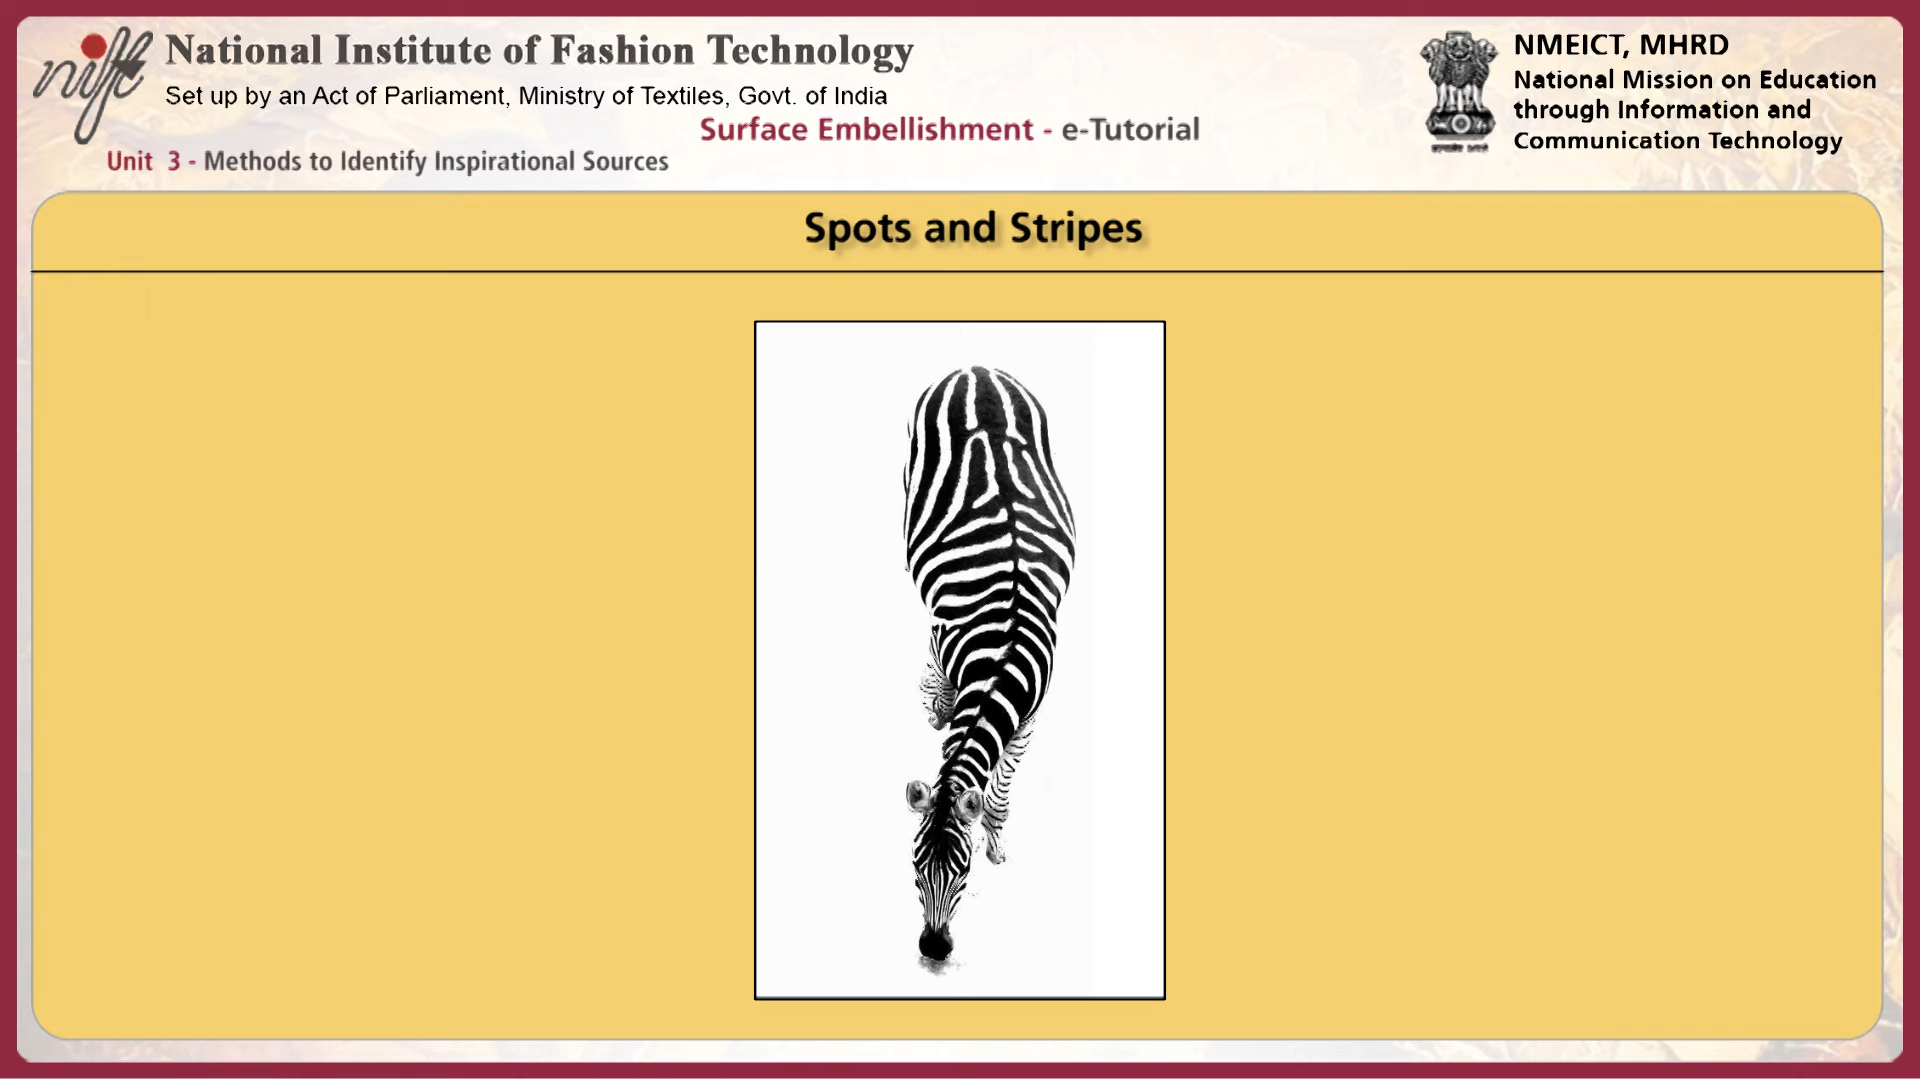 nift
National Institute of Fashion Technology
Set up by an Act of Parliament, Ministry of Textiles, Govt. of India
NMEICT, MHRD
National Mission on Education
through Information and
Communication Technology
Surface Embellishment - e-Tutorial
Unit 3 - Methods to Identify Inspirational Sources
Spots and Stripes